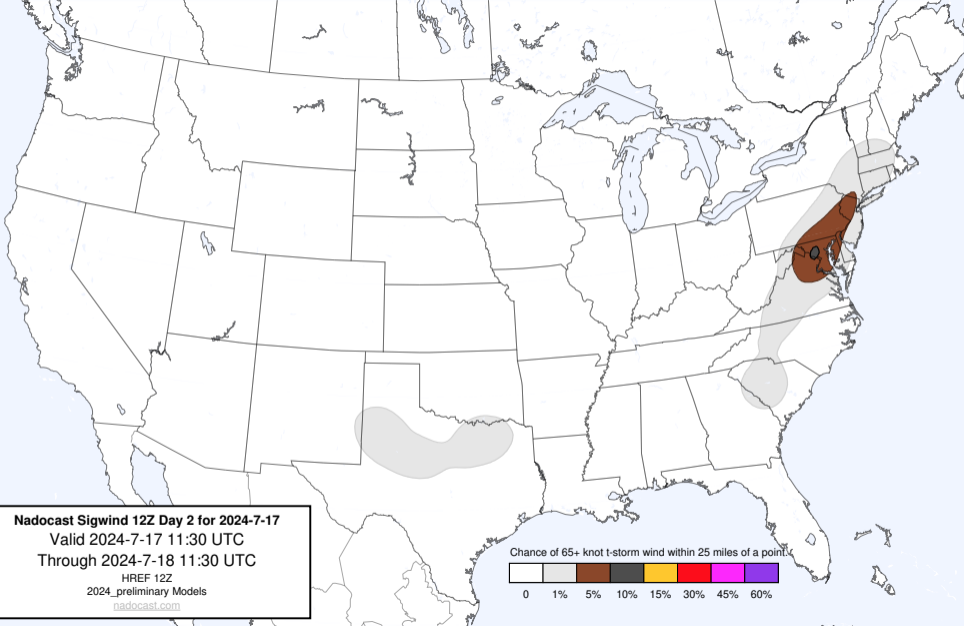 Nadocast Sigwind 12Z Day 2 for 2024-7-17
Valid 2024-7-17 11:30 UTC
Through 2024-7-18 11:30 UTC
HREF 12Z
2024_preliminary Models
nadocast.com
Chance of 65+ knot t-storm wind within 25 miles of a point.
0 1% 5% 10% 15% 30% 45% 60%